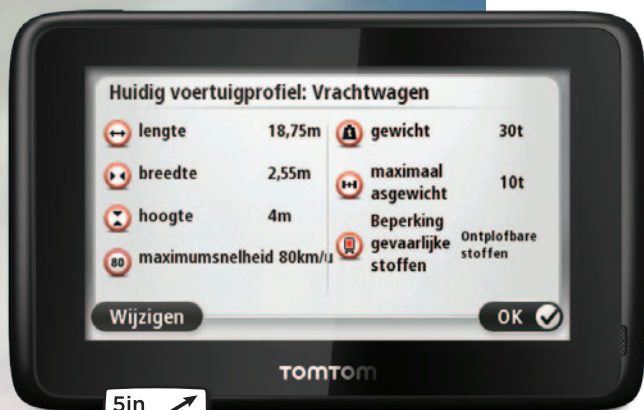 Huidig voertuigprofiel: Vrachtwagen
lengte 18,75m
breedte 2,55m
hoogte 4m
80 maximumsnelheid 80km/u
gewicht 30t
maximaal
asgewicht 10t
Beperking
gevaarlijke
stoffen
Ontplofbare
stoffen
Wijzigen
OK
TOMTOM
5in